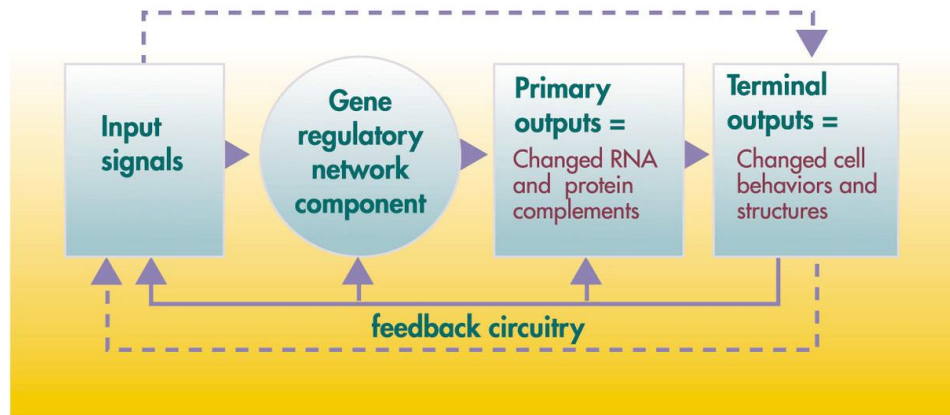 Input
signals
Gene
regulatory
network
component
Primary
outputs =
Changed RNA
and protein
complements
Terminal
outputs =
Changed cell
behaviors and
structures
feedback circuitry